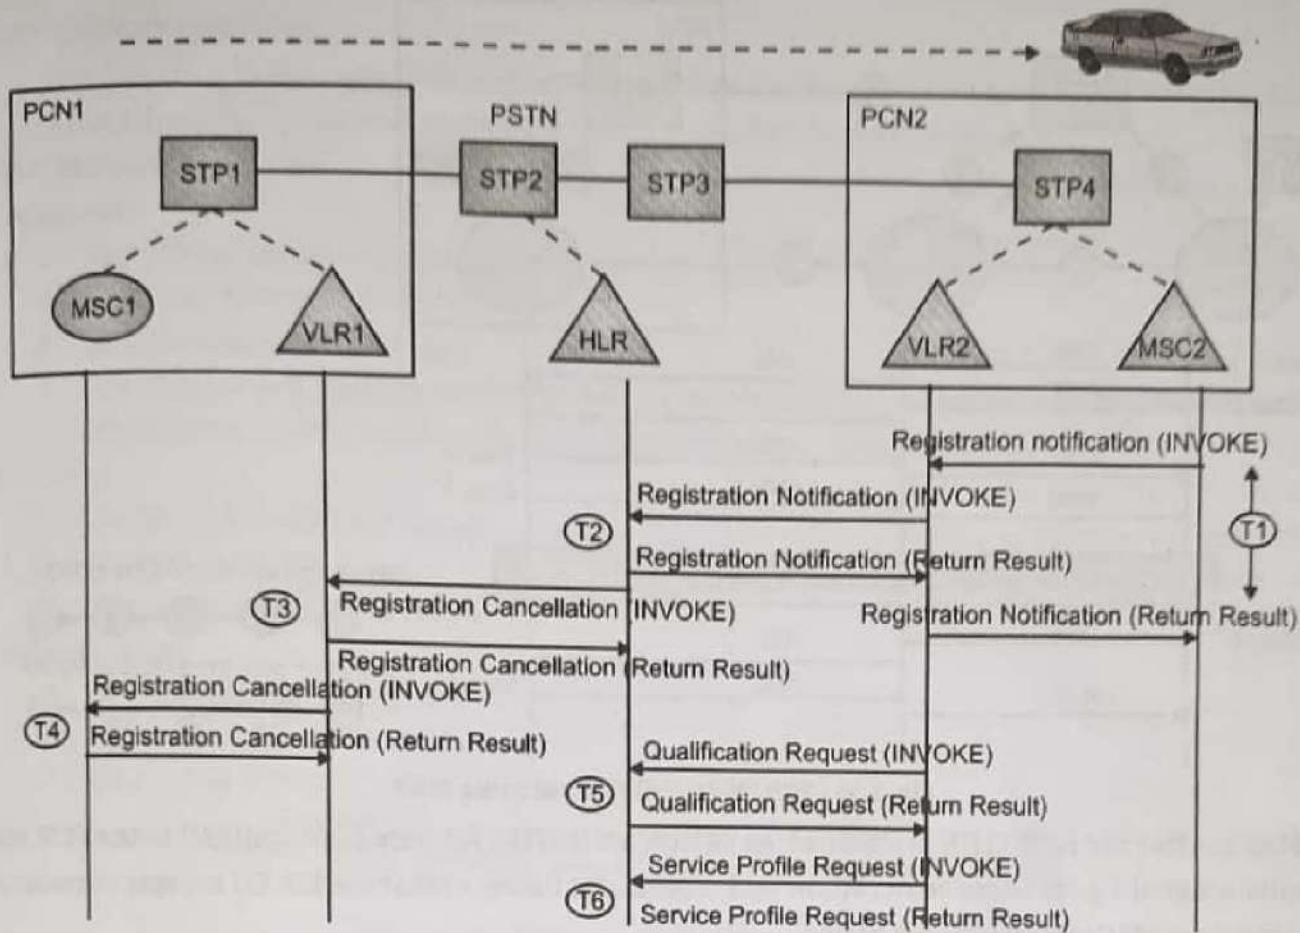 PCN1
PSTN
PCN2
STP1
STP2
STP3
STP4
MSC1
VLR1
HLR
VLR2
MSC2
Registration notification (INVOKE)
Registration Notification (INVOKE)
T2
T1
Registration Notification (Return Result)
T3
Registration Cancellation (INVOKE)
Registration Notification (Return Result)
Registration Cancellation (Return Result)
Registration Cancellation (INVOKE)
T4
Registration Cancellation (Return Result)
Qualification Request (INVOKE)
T5
Qualification Request (Return Result)
Service Profile Request (INVOKE)
T6
Service Profile Request (Return Result)